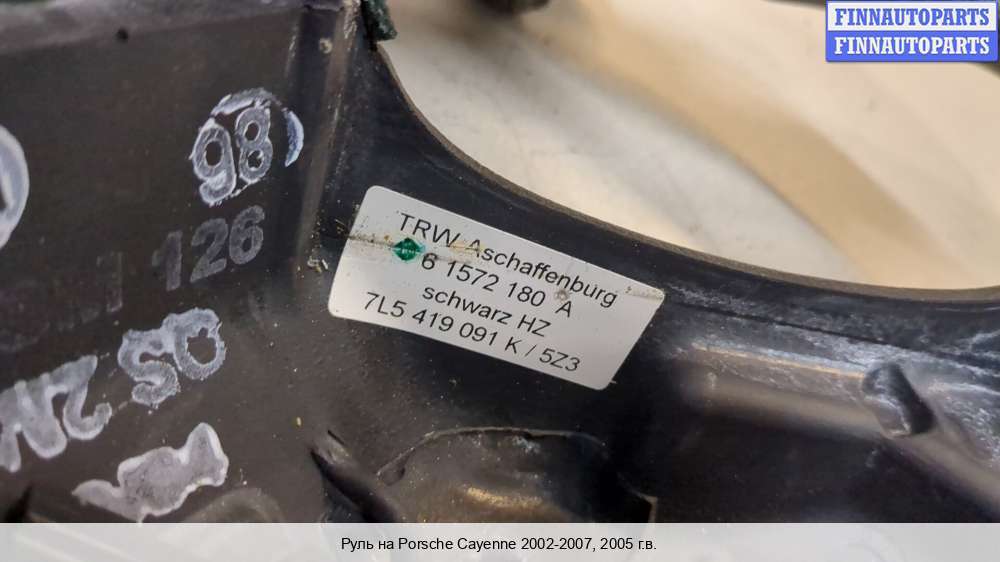 FINNAUTOPARTS
FINNAUTOPARTS
98
126
TRW Aschaffenburg
6 1572 180 A
schwarz HZ
7L5 419 091 K / 5Z3
Руль на Porsche Cayenne 2002-2007, 2005 г.в.